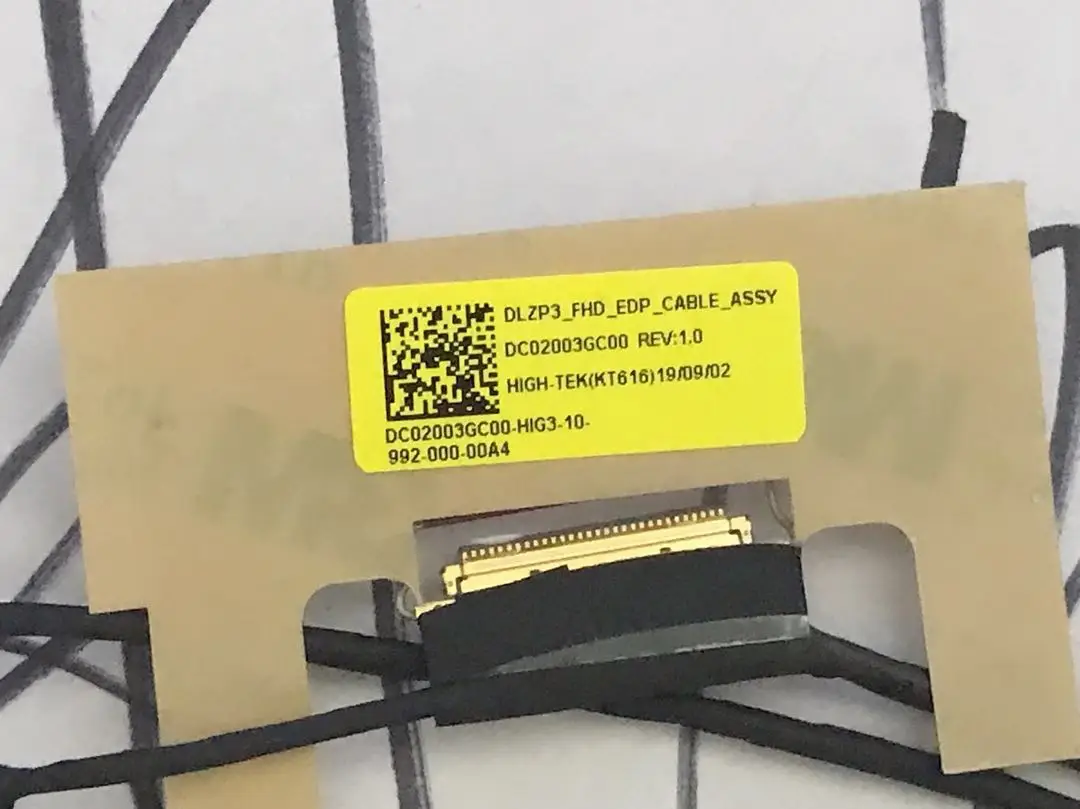 DLZP3_FHD_EDP_CABLE_ASSY
DC02003GC00 REV:1.0
HIGH-TEK(KT616)19/09/02
DC02003GC00-HIG3-10-
992-000-00A4